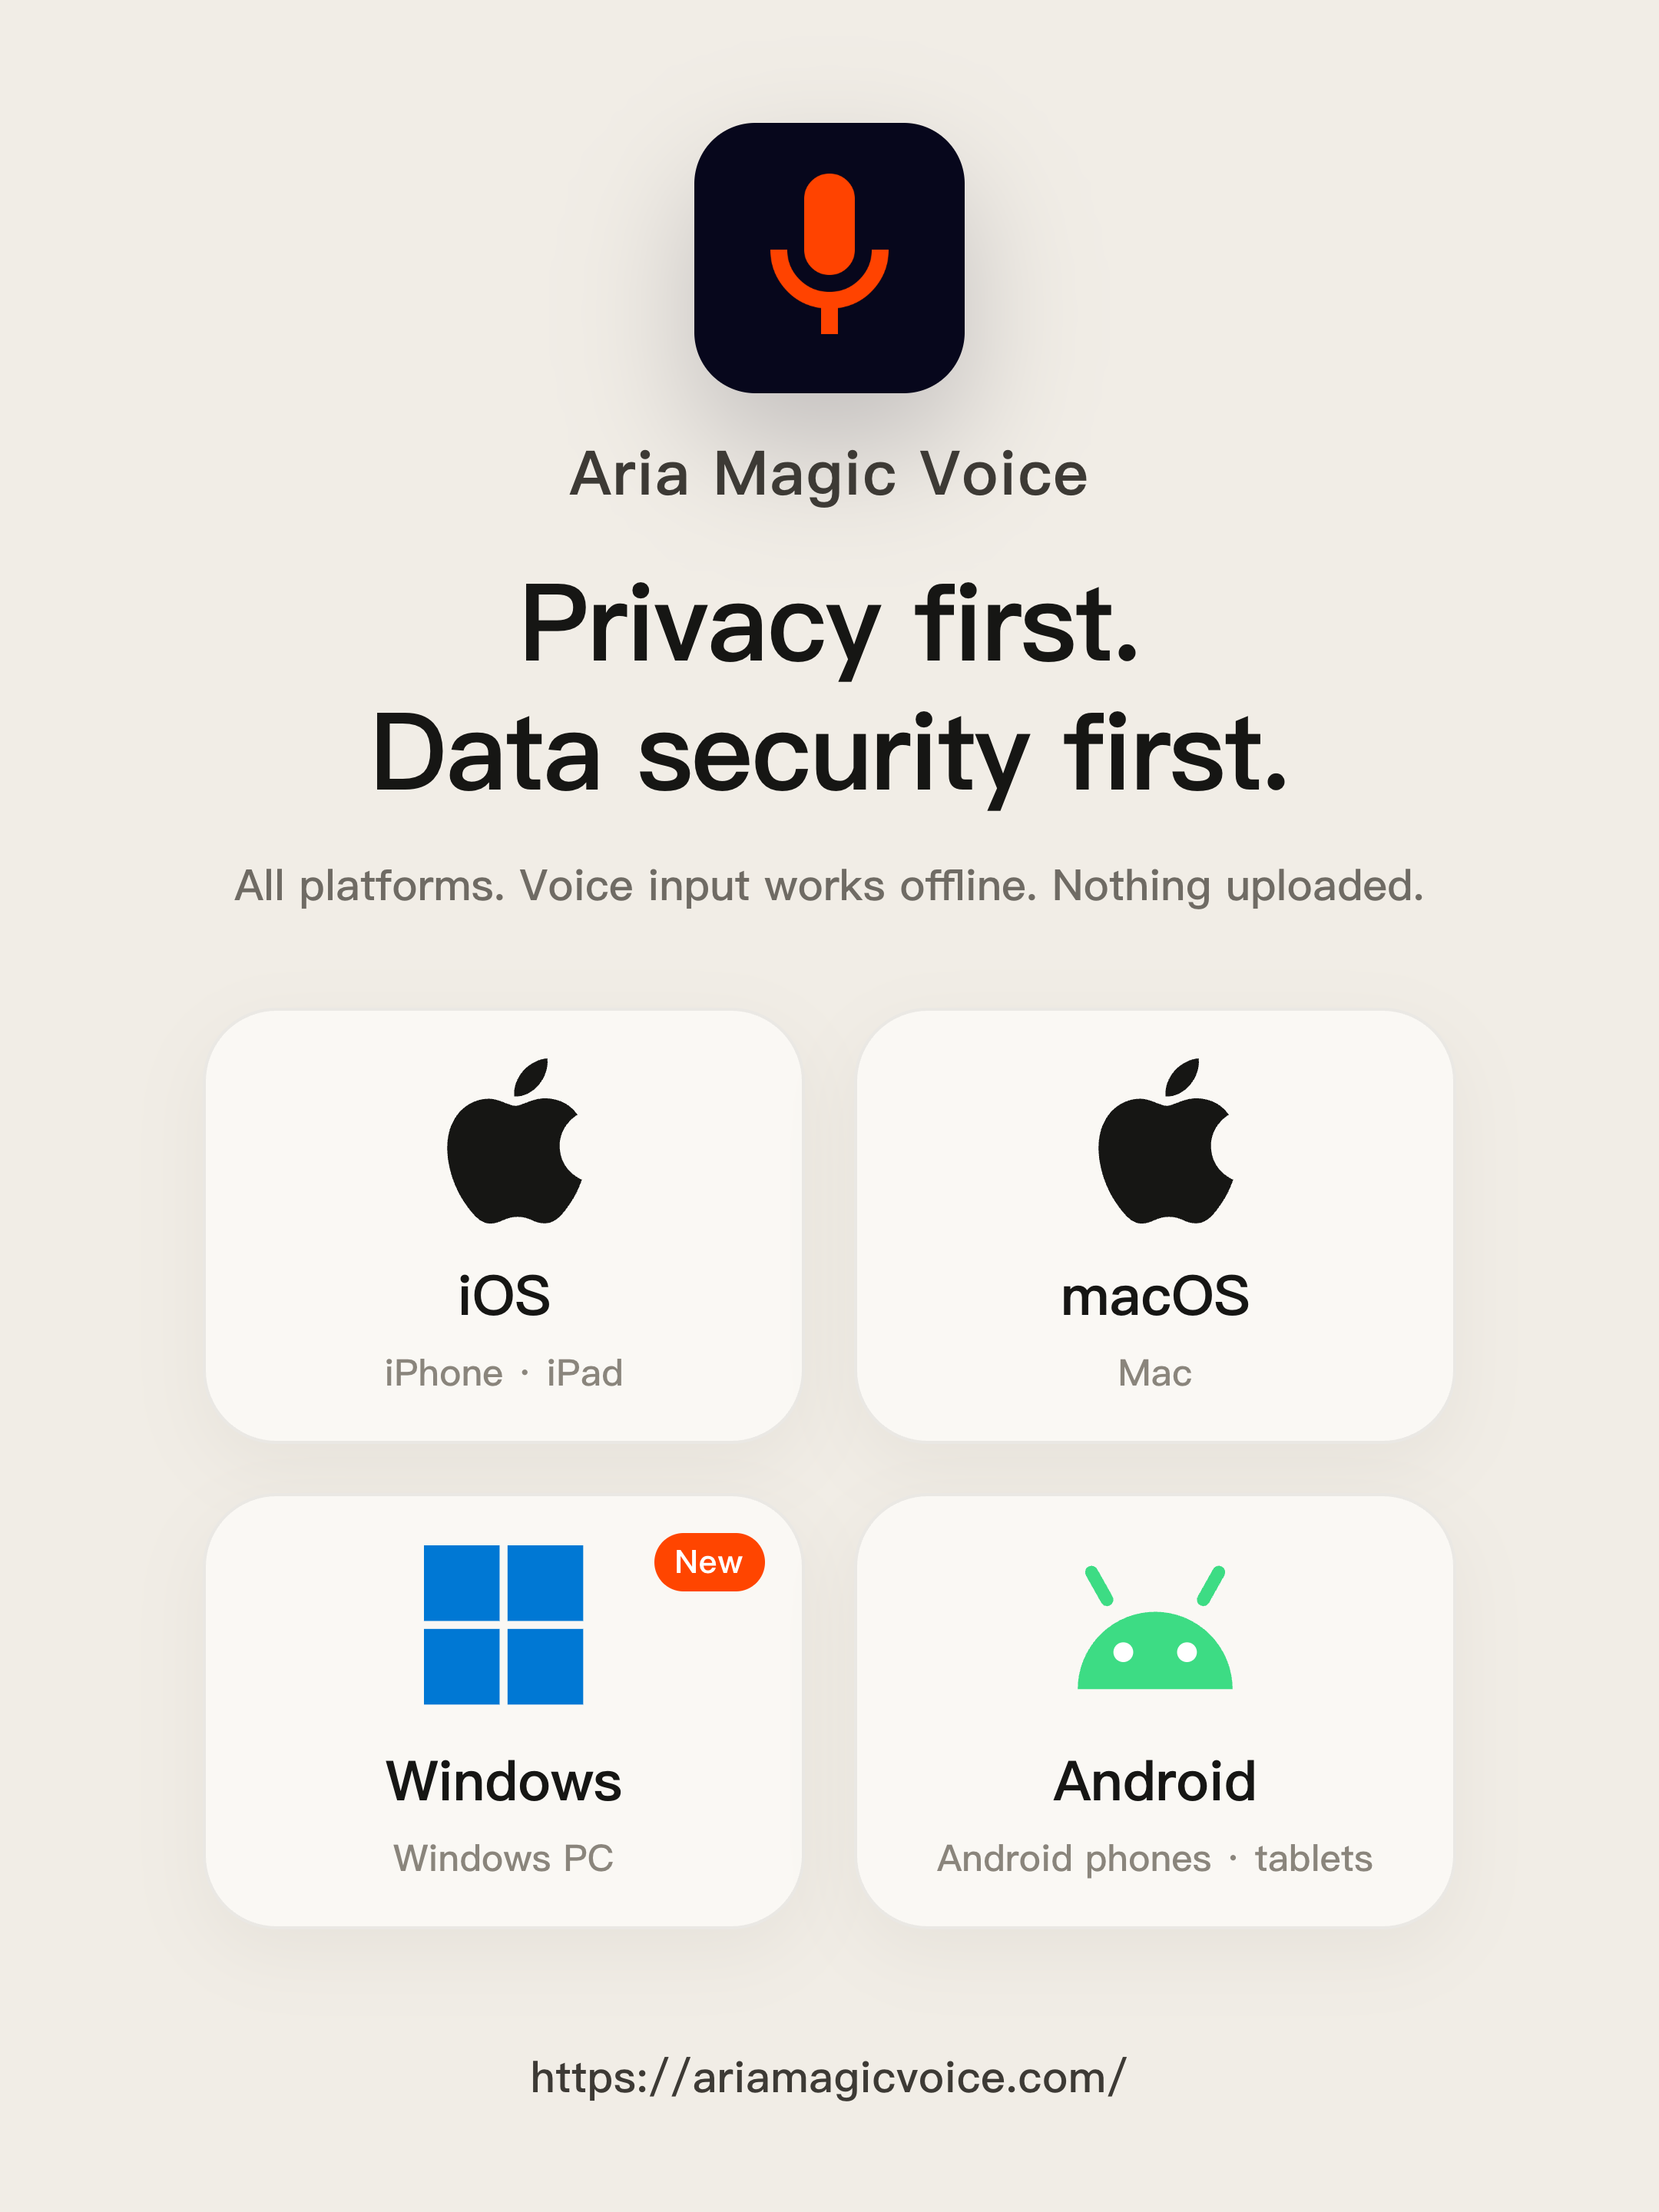 Aria Magic Voice
Privacy first.
Data security first.
All platforms. Voice input works offline. Nothing uploaded.
iOS
iPhone · iPad
macOS
Mac
New
Windows
Windows PC
Android
Android phones · tablets
https://ariamagicvoice.com/